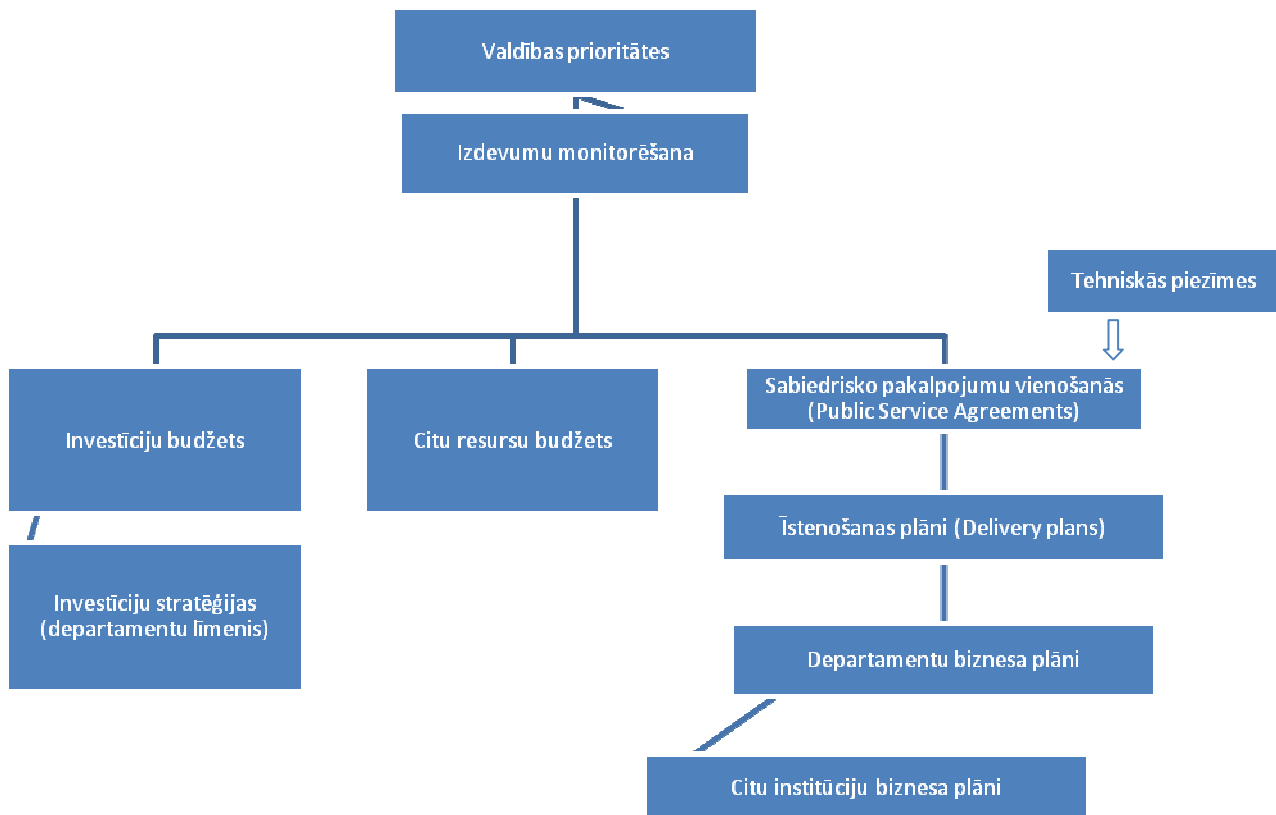 Valdības prioritātes
Izdevumu monitorēšana
Tehniskās piezīmes
Investīciju budžets
Citu resursu budžets
Sabiedrisko pakalpojumu vienošanās
(Public Service Agreements)
Īstenošanas plāni (Delivery plans)
Investīciju stratēģijas
(departamentu līmenis)
Departamentu biznesa plāni
Citu institūciju biznesa plāni